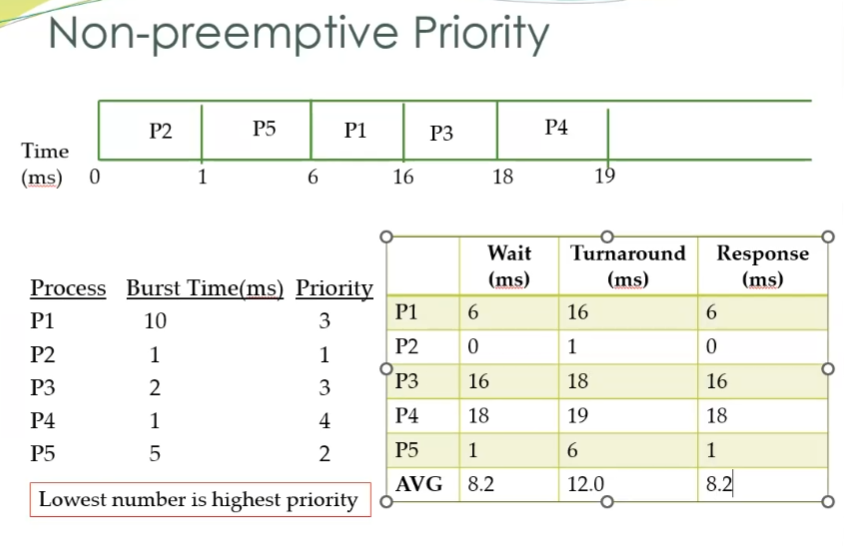 Non-preemptive Priority
P2 P5 P1 P3 P4
Time
(ms) 0 1 6 16 18 19
Process Burst Time(ms) Priority
P1 10 3
P2 1 1
P3 2 3
P4 1 4
P5 5 2
Lowest number is highest priority
Wait Turnaround Response
(ms) (ms) (ms)
P1 6 16 6
P2 0 1 0
P3 16 18 16
P4 18 19 18
P5 1 6 1
AVG 8.2 12.0 8.2